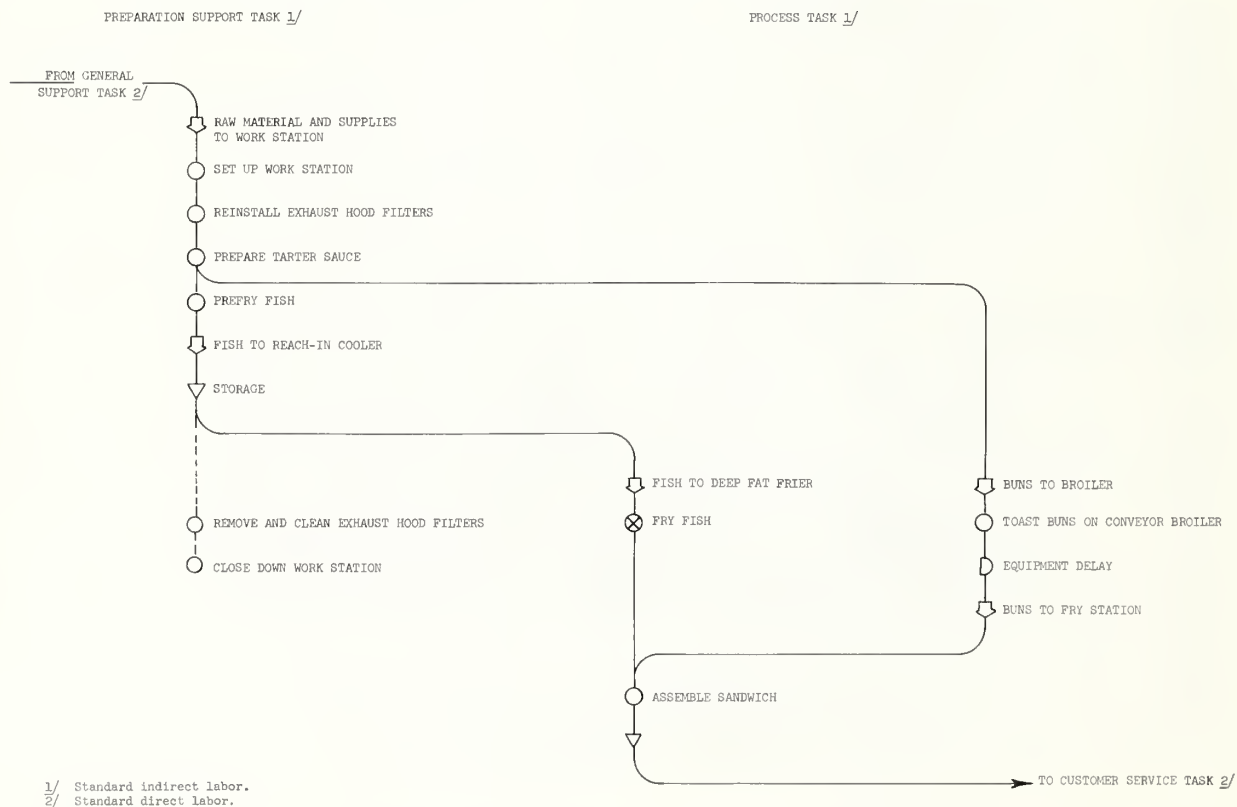 PREPARATION SUPPORT TASK 1/
PROCESS TASK 1/
FROM GENERAL
SUPPORT TASK 2/
RAW MATERIAL AND SUPPLIES
TO WORK STATION
SET UP WORK STATION
REINSTALL EXHAUST HOOD FILTERS
PREPARE TARTER SAUCE
PREFRY FISH
FISH TO REACH-IN COOLER
STORAGE
FISH TO DEEP FAT FRIER
BUNS TO BROILER
REMOVE AND CLEAN EXHAUST HOOD FILTERS
FRY FISH
TOAST BUNS ON CONVEYOR BROILER
CLOSE DOWN WORK STATION
EQUIPMENT DELAY
BUNS TO FRY STATION
ASSEMBLE SANDWICH
TO CUSTOMER SERVICE TASK 2/
1/ Standard indirect labor.
2/ Standard direct labor.